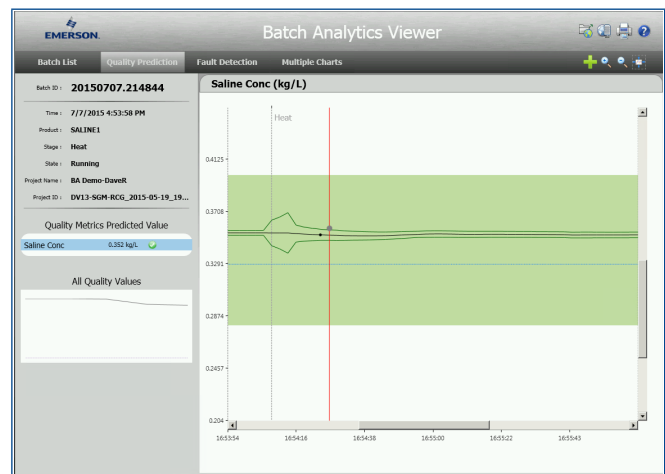 EMERSON.
Batch Analytics Viewer
Batch List
Quality Prediction
Fault Detection
Multiple Charts
Batch ID : 20150707.214844
Time : 7/7/2015 4:53:58 PM
Product : SALINE1
Stage : Heat
State : Running
Project Name : BA Demo-DaveR
Project ID : DV13-SGM-RCG_2015-05-19_19...
Quality Metrics Predicted Value
Saline Conc 0.352 kg/L
All Quality Values
Saline Conc (kg/L)
Heat
0.4125
0.3708
0.3291
0.2874
0.2457
0.204
16:53:54
16:54:16
16:54:38
16:55:00
16:55:22
16:55:43